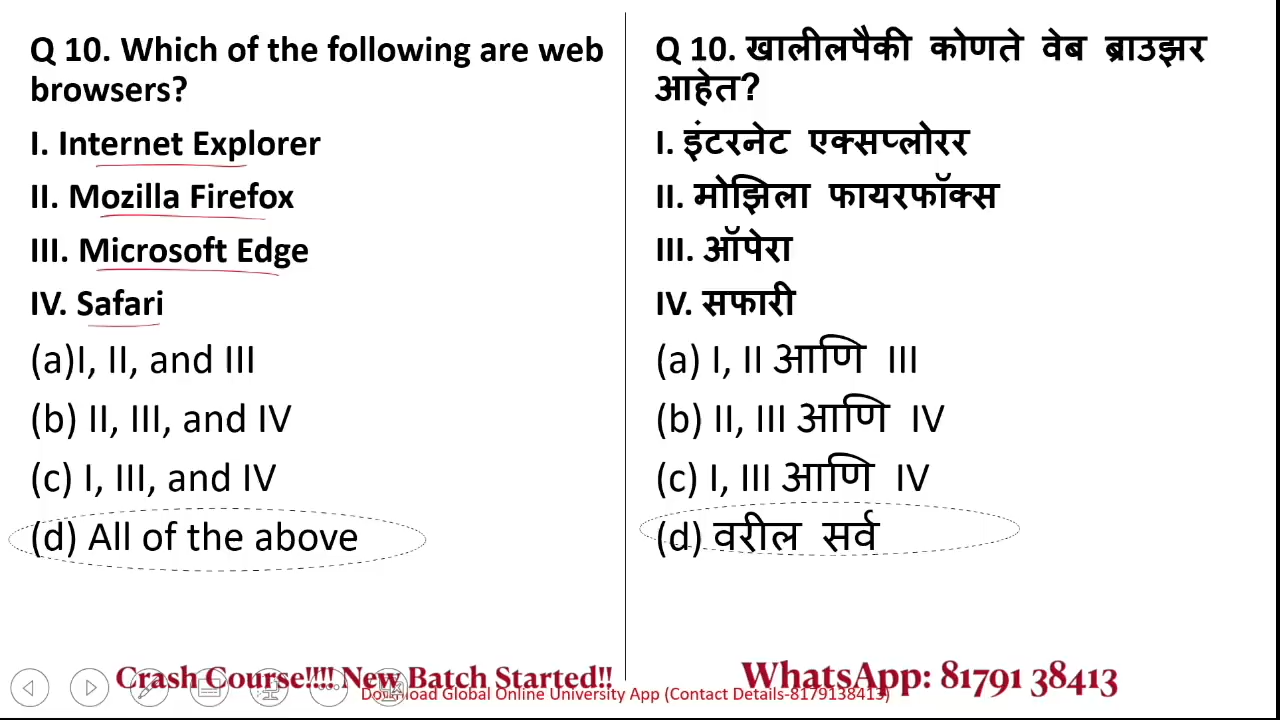 Q 10. Which of the following are web
browsers?
I. Internet Explorer
II. Mozilla Firefox
III. Microsoft Edge
IV. Safari
(a)I, II, and III
(b) II, III, and IV
(c) I, III, and IV
(d) All of the above
Q 10. खालीलपैकी कोणते वेब ब्राउझर
आहेत?
I. इंटरनेट एक्सप्लोरर
II. मोझिला फायरफॉक्स
III. ऑपेरा
IV. सफारी
(a) I, II आणि III
(b) II, III आणि IV
(c) I, III आणि IV
(d) वरील सर्व
Crash Course!!!! New Batch Started!!
WhatsApp: 81791 38413
Download Global Online University App (Contact Details-8179138413)